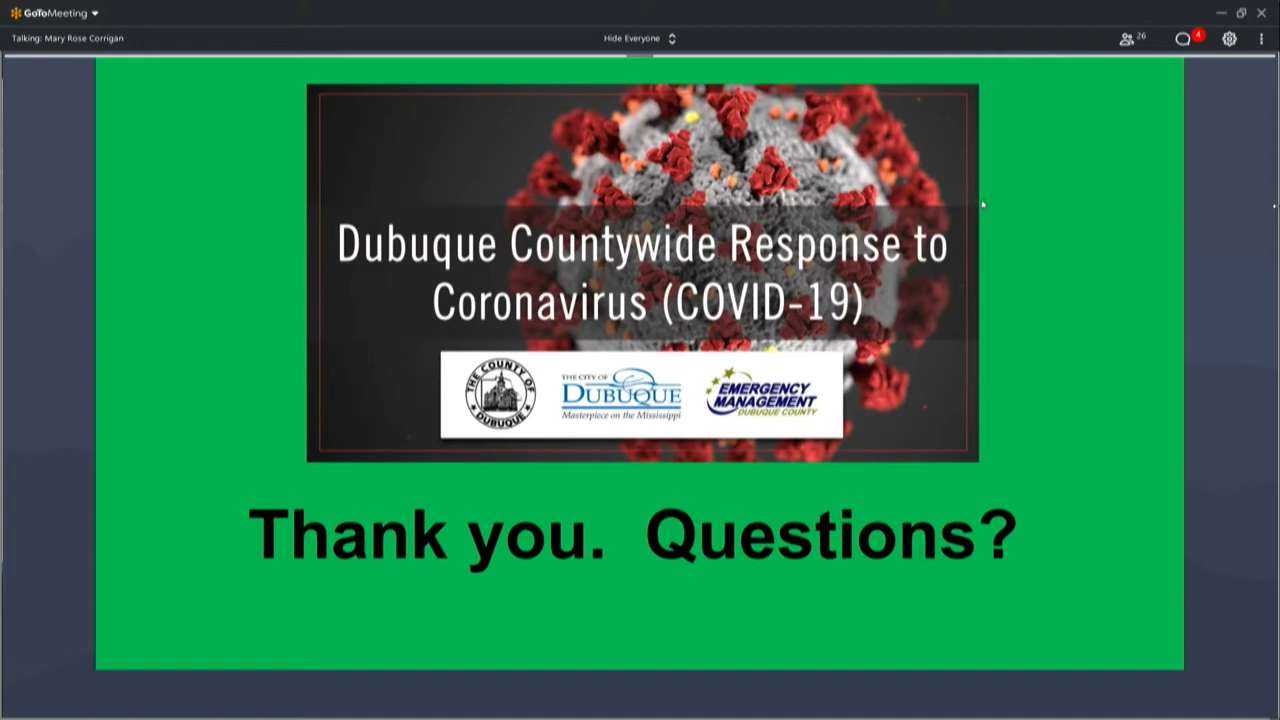 GoToMeeting
Talking: Mary Rose Corrigan
Hide Everyone
26
4
Dubuque Countywide Response to
Coronavirus (COVID-19)
THE COUNTY OF
DUBUQUE
THE CITY OF
DUBUQUE
Masterpiece on the Mississippi
EMERGENCY
MANAGEMENT
DUBUQUE COUNTY
Thank you.  Questions?